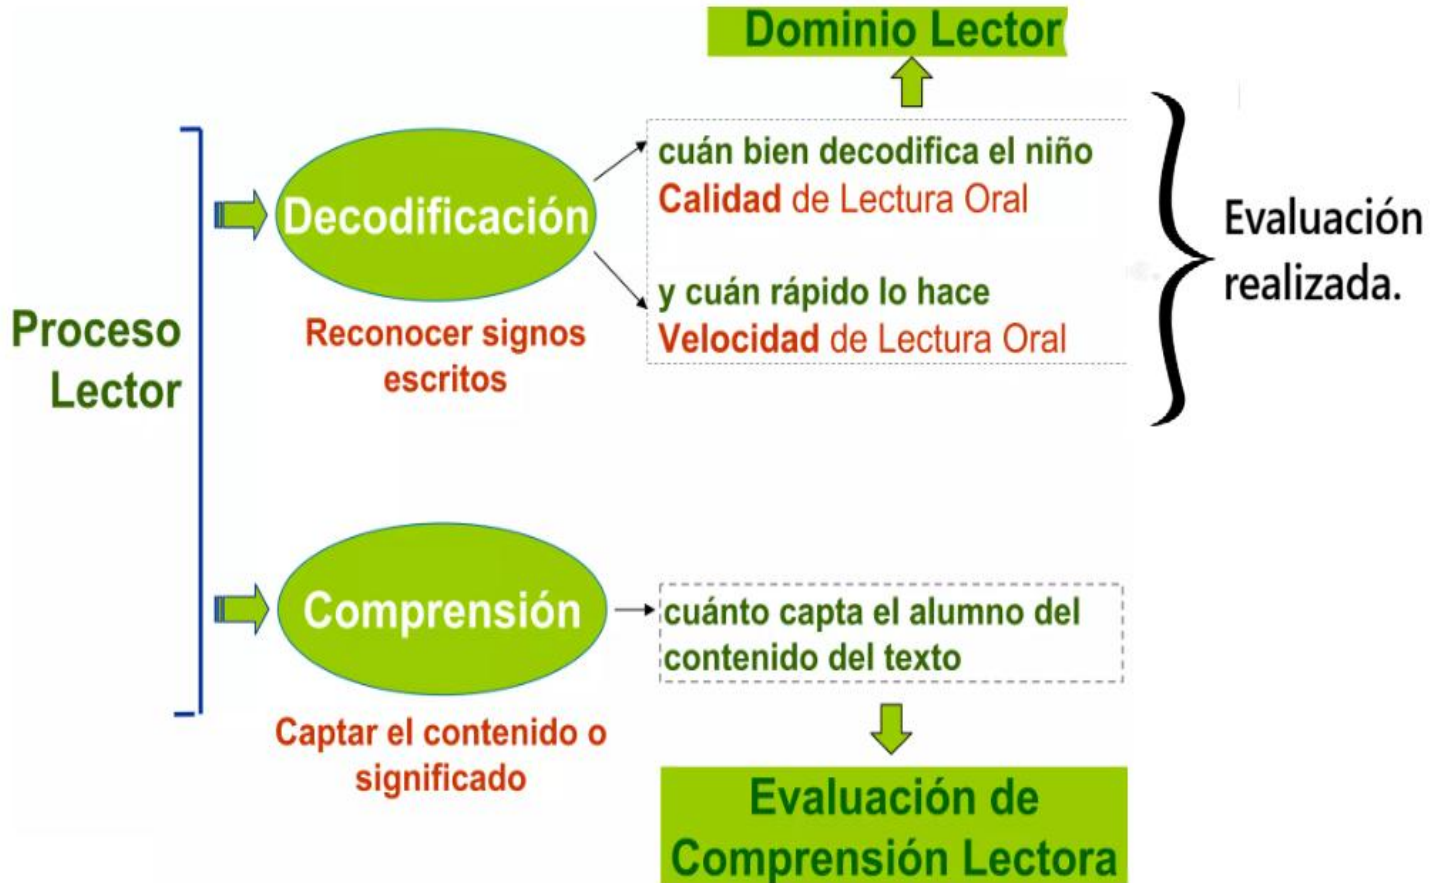 Dominio Lector
Proceso
Lector
Decodificación
Reconocer signos
escritos
cuán bien decodifica el niño
Calidad de Lectura Oral
y cuán rápido lo hace
Velocidad de Lectura Oral
Evaluación
realizada.
Comprensión
Captar el contenido o
significado
cuánto capta el alumno del
contenido del texto
Evaluación de
Comprensión Lectora